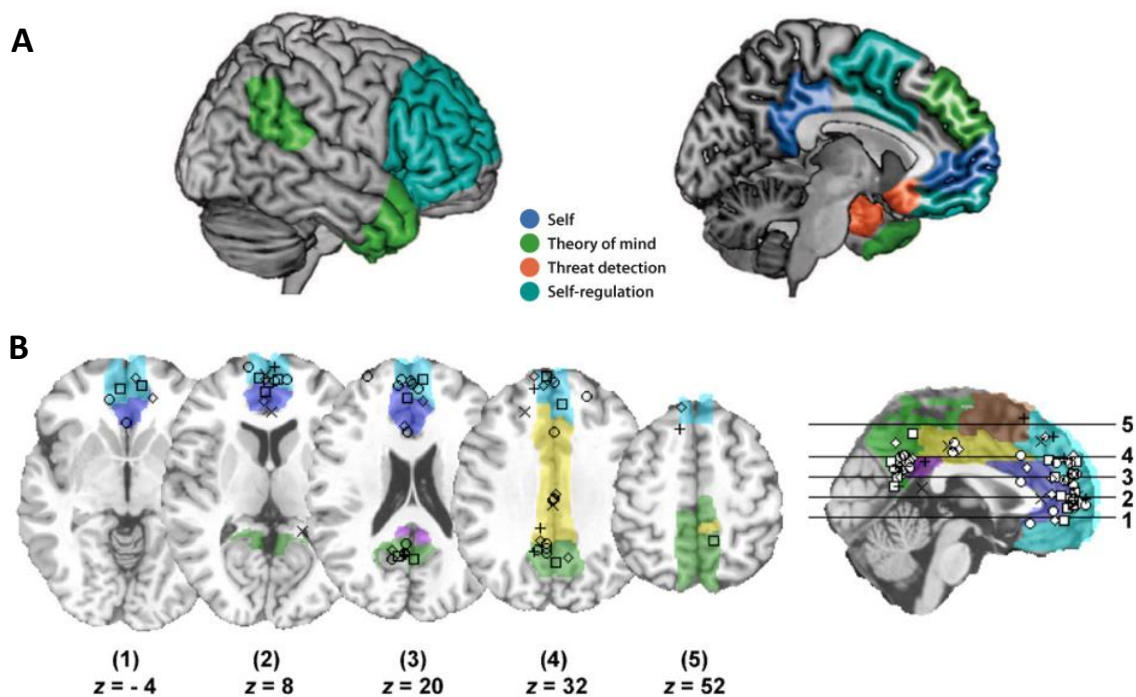 A
Self
Theory of mind
Threat detection
Self-regulation
B
5
4
3
2
1
(1) (2) (3) (4) (5)
z = - 4 z = 8 z = 20 z = 32 z = 52